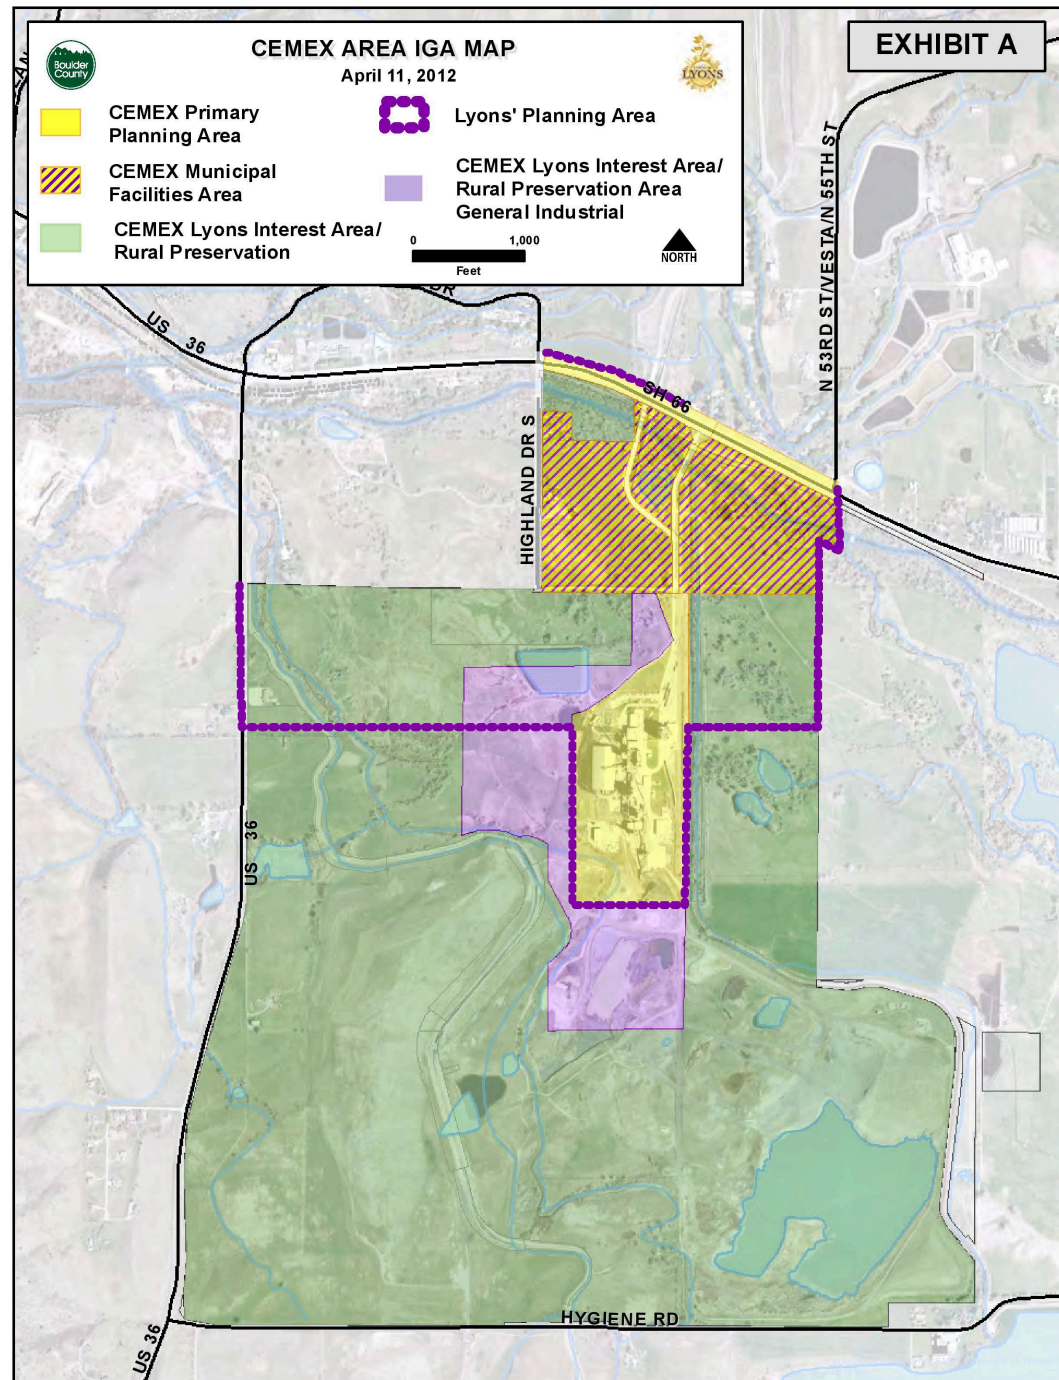 CEMEX AREA IGA MAP
April 11, 2012
EXHIBIT A
Boulder
County
LYONS
CEMEX Primary
Planning Area
Lyons' Planning Area
CEMEX Municipal
Facilities Area
CEMEX Lyons Interest Area/
Rural Preservation Area
General Industrial
CEMEX Lyons Interest Area/
Rural Preservation
0 1,000
Feet
NORTH
DR
US 36
SH 66
N 53RD ST/VESTA/N 55TH ST
HIGHLAND DR S
US 36
HYGIENE RD
US 36